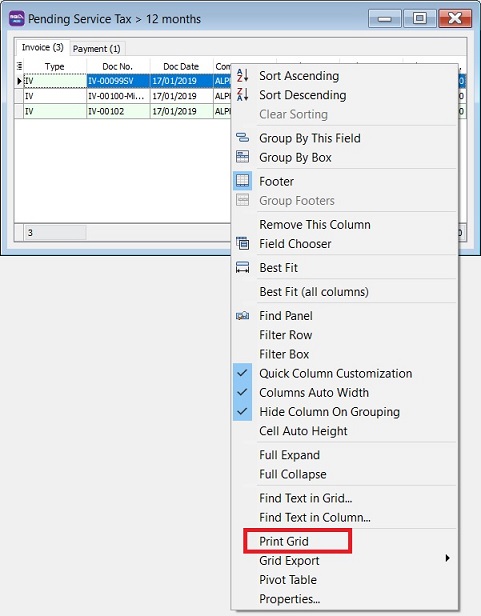 Pending Service Tax > 12 months
Invoice (3) Payment (1)
Type Doc No. Doc Date
IV IV-00099SV 17/01/2019
IV IV-00100-Mi... 17/01/2019
IV IV-00102 17/01/2019
3
Sort Ascending
Sort Descending
Clear Sorting
Group By This Field
Group By Box
Footer
Group Footers
Remove This Column
Field Chooser
Best Fit
Best Fit (all columns)
Find Panel
Filter Row
Filter Box
Quick Column Customization
Columns Auto Width
Hide Column On Grouping
Cell Auto Height
Full Expand
Full Collapse
Find Text in Grid...
Find Text in Column...
Print Grid
Grid Export
Pivot Table
Properties...